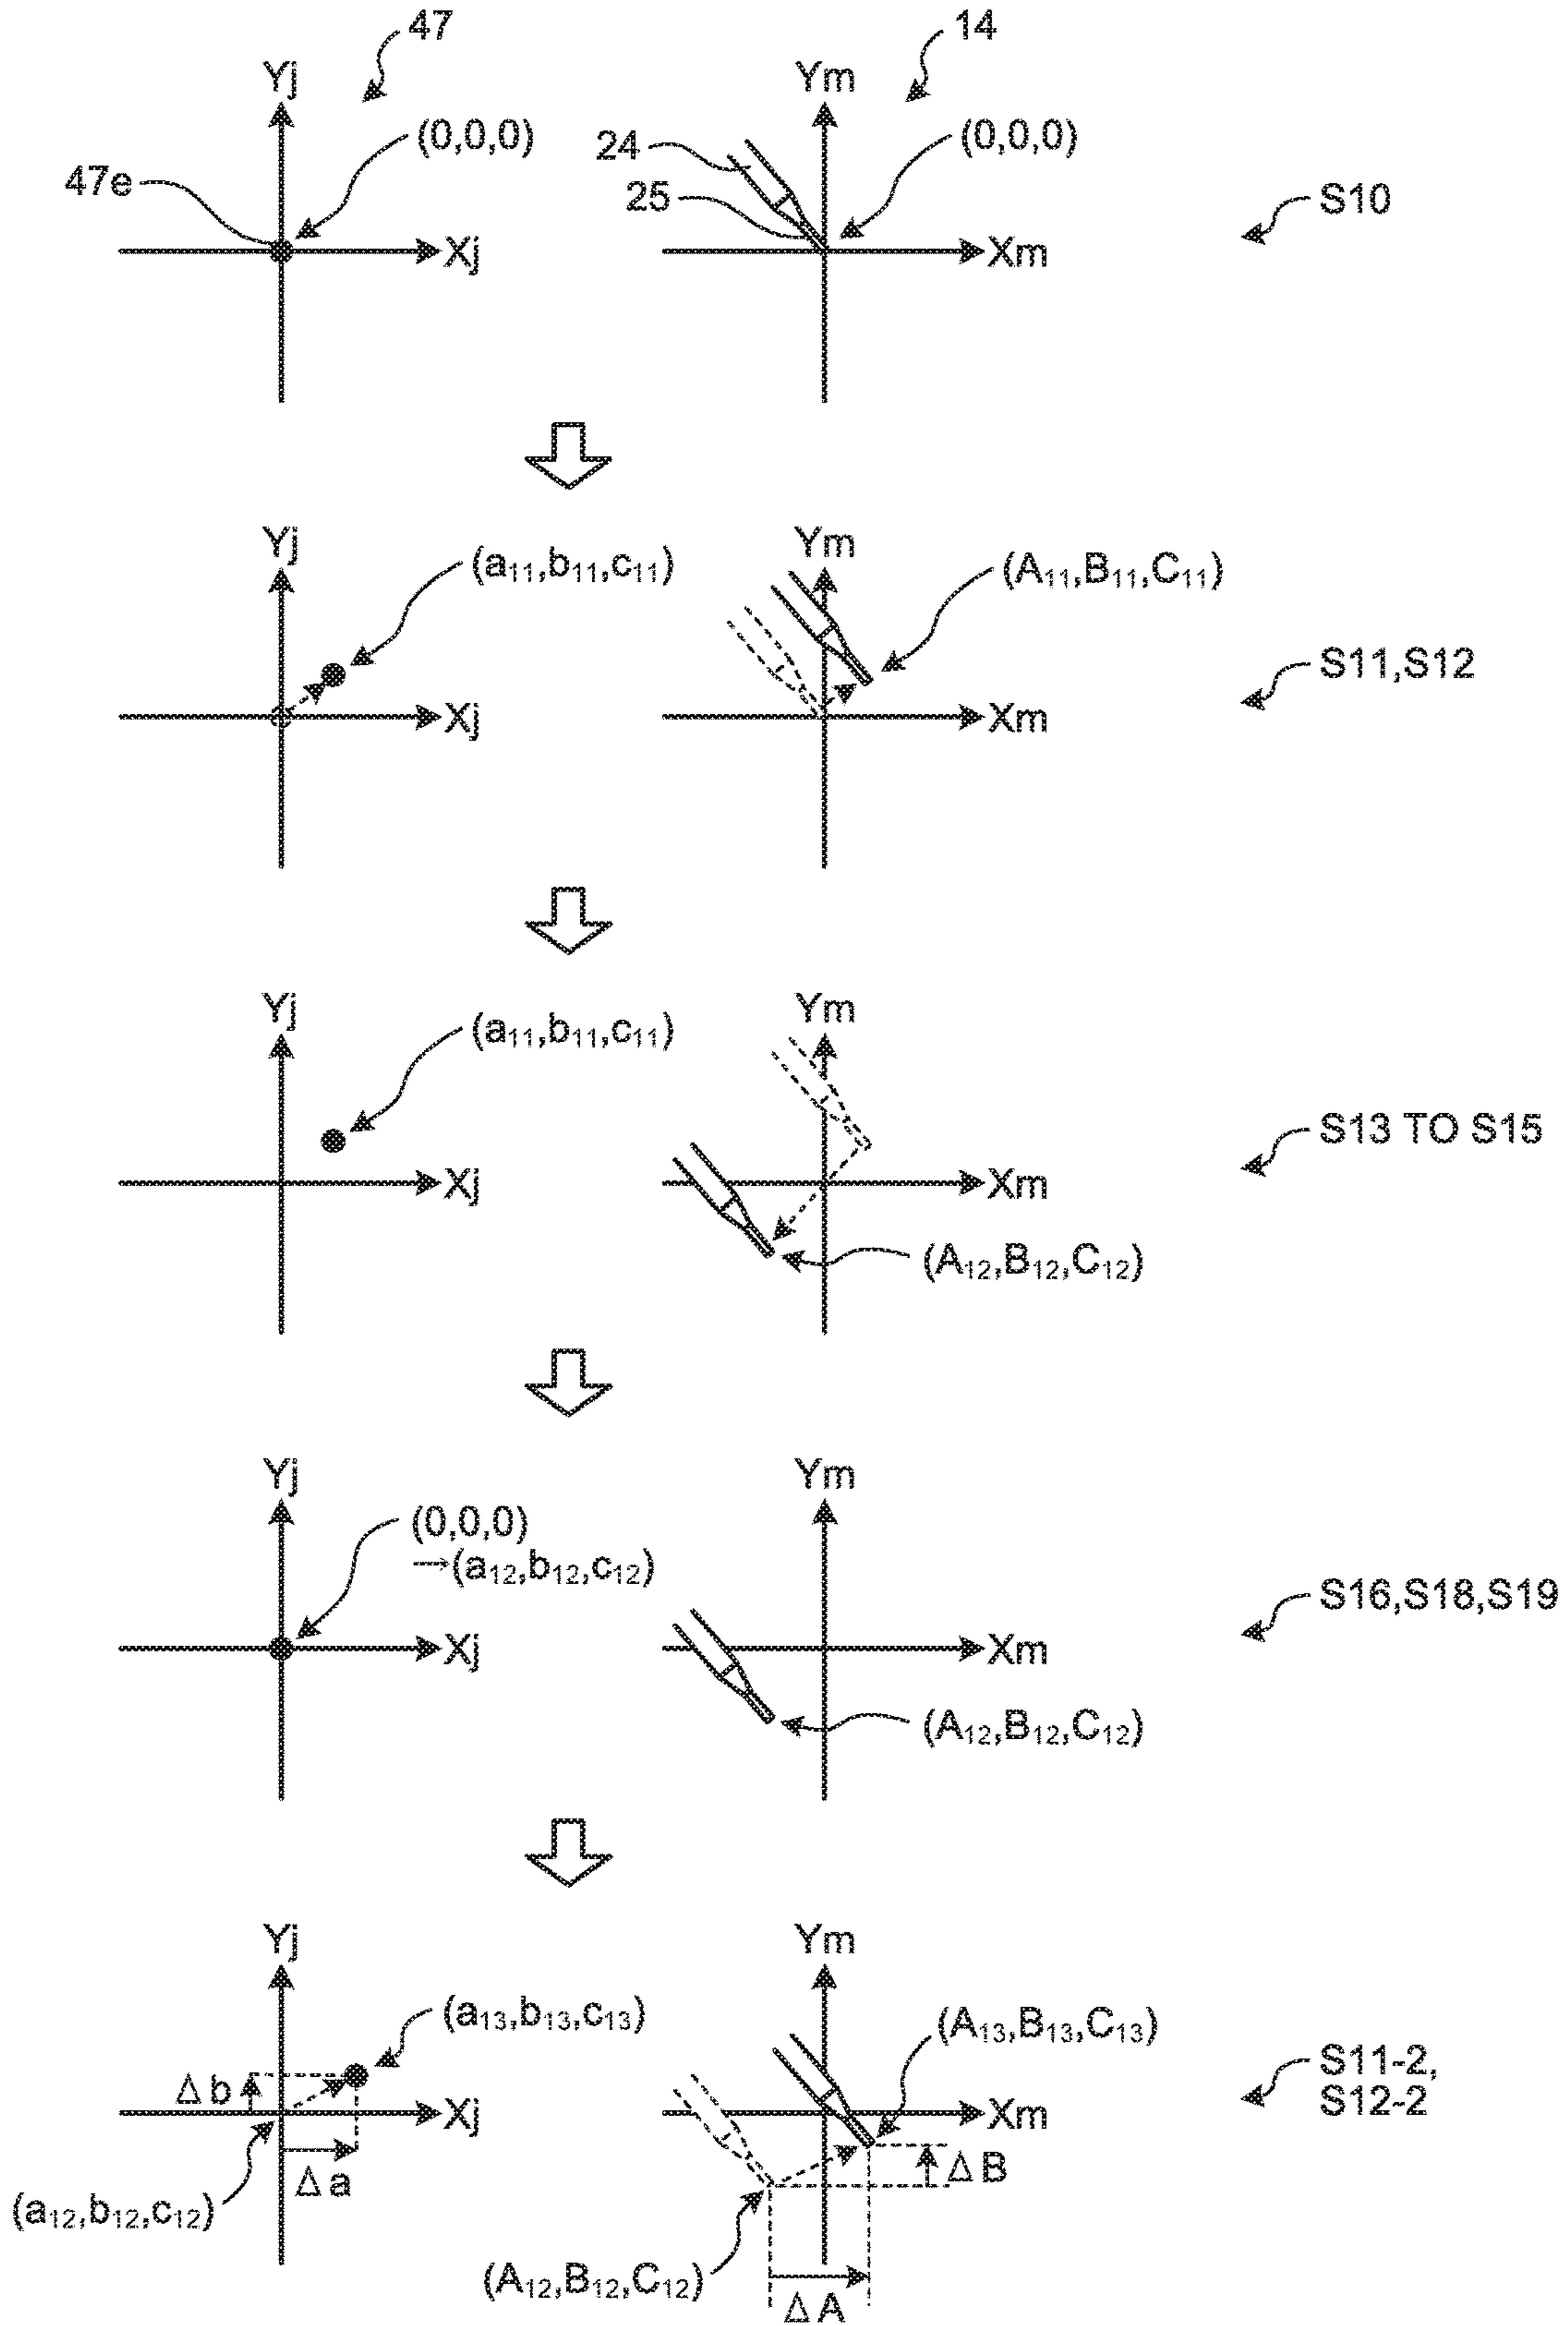 47
14
Yj
Ym
(0,0,0)
(0,0,0)
24
47e
25
S10
Xj
Xm
Yj
Ym
(a11,b11,c11)
(A11,B11,C11)
S11,S12
Xj
Xm
Yj
Ym
(a11,b11,c11)
S13 TO S15
Xj
Xm
(A12,B12,C12)
Yj
Ym
(0,0,0)
→(a12,b12,c12)
S16,S18,S19
Xj
Xm
(A12,B12,C12)
Yj
Ym
(a13,b13,c13)
(A13,B13,C13)
S11-2,
S12-2
Δb
Xj
Xm
Δa
ΔB
(a12,b12,c12)
(A12,B12,C12)
ΔA